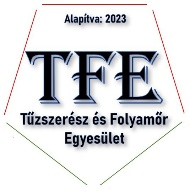 Alapítva: 2023
TFE
Tűzszerész és Folyamőr
Egyesület